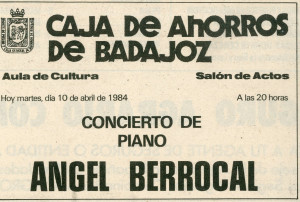 CAJA DE AHORROS
DE BADAJOZ
Aula de Cultura
Salón de Actos
Hoy martes, día 10 de abril de 1984
A las 20 horas
CONCIERTO DE
PIANO
ANGEL BERROCAL